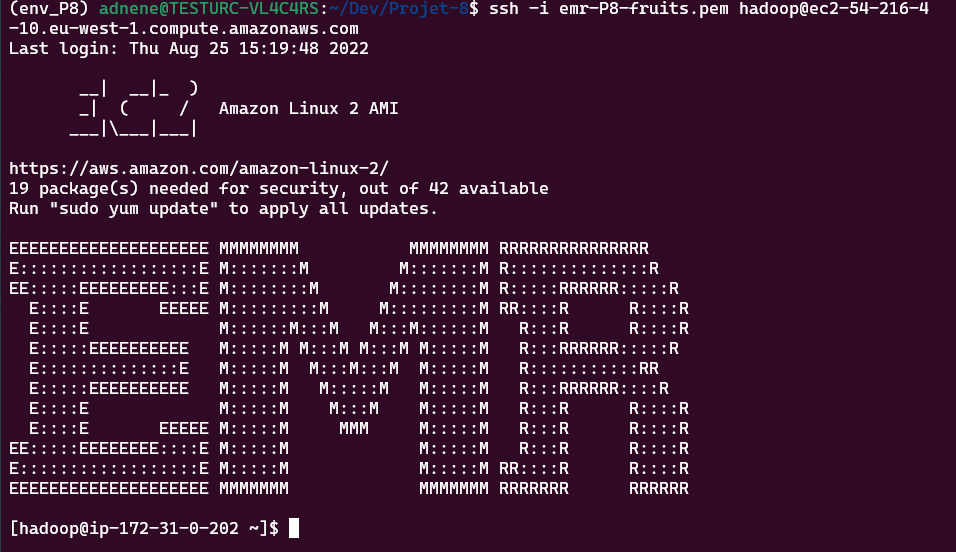 (env_P8) adnene@TESTURC-VL4C4RS:~/Dev/Projet-8$ ssh -i emr-P8-fruits.pem hadoop@ec2-54-216-4
-10.eu-west-1.compute.amazonaws.com
Last login: Thu Aug 25 15:19:48 2022

       __|  __|_  )
       _|  (     /   Amazon Linux 2 AMI
      ___|\___|___|

https://aws.amazon.com/amazon-linux-2/
19 package(s) needed for security, out of 42 available
Run "sudo yum update" to apply all updates.

EEEEEEEEEEEEEEEEEEEE MMMMMMMM           MMMMMMMM RRRRRRRRRRRRRRR
E::::::::::::::::::E M:::::::M         M:::::::M R::::::::::::::R
EE:::::EEEEEEEEE:::E M::::::::M       M::::::::M R:::::RRRRRR:::::R
  E::::E       EEEEE M:::::::::M     M:::::::::M RR::::R      R::::R
  E::::E             M::::::M:::M   M:::M::::::M   R:::R      R::::R
  E:::::EEEEEEEEEE   M:::::M M:::M M:::M M:::::M   R:::RRRRRR:::::R
  E::::::::::::::E   M:::::M  M:::M:::M  M:::::M   R:::::::::::RR
  E:::::EEEEEEEEEE   M:::::M   M:::::M   M:::::M   R:::RRRRRR::::R
  E::::E             M:::::M    M:::M    M:::::M   R:::R      R::::R
  E::::E       EEEEE M:::::M     MMM     M:::::M   R:::R      R::::R
EE:::::EEEEEEEE::::E M:::::M             M:::::M   R:::R      R::::R
E::::::::::::::::::E M:::::M             M:::::M RR::::R      R::::R
EEEEEEEEEEEEEEEEEEEE MMMMMMM             MMMMMMM RRRRRRR      RRRRRR

[hadoop@ip-172-31-0-202 ~]$